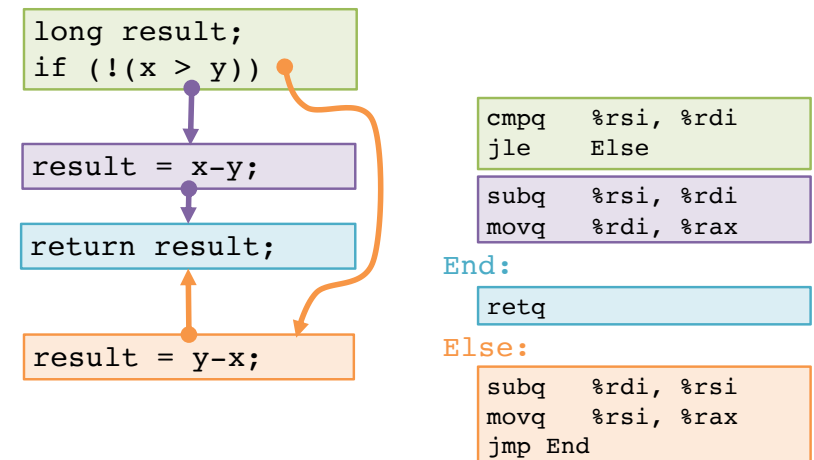 long result;
if (!(x > y))
result = x-y;
return result;
result = y-x;
cmpq %rsi, %rdi
jle Else
subq %rsi, %rdi
movq %rdi, %rax
End:
retq
Else:
subq %rdi, %rsi
movq %rsi, %rax
jmp End